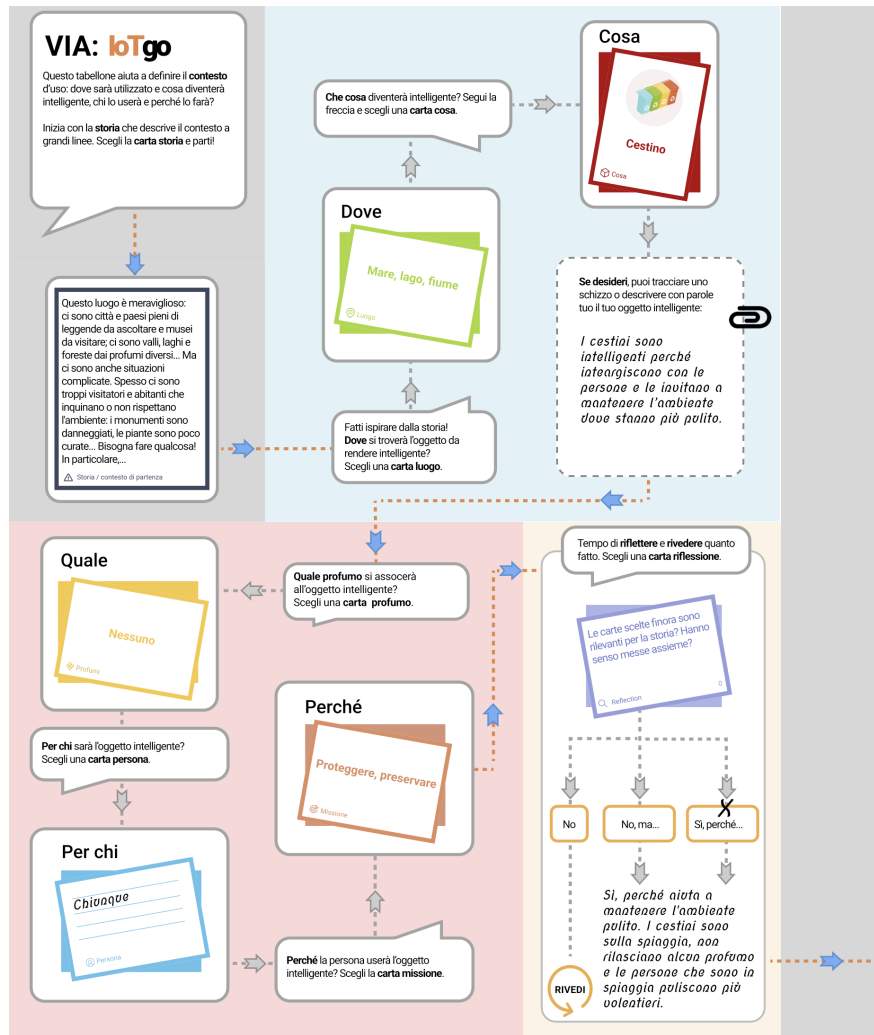 VIA: IoTgo
Questo tabellone aiuta a definire il contesto
d'uso: dove sarà utilizzato e cosa diventerà
intelligente, chi lo userà e perché lo farà?
Inizia con la storia che descrive il contesto a
grandi linee. Scegli la carta storia e parti!
Questo luogo è meraviglioso:
ci sono città e paesi pieni di
leggende da ascoltare e musei
da visitare; ci sono valli, laghi e
foreste dai profumi diversi... Ma
ci sono anche situazioni
complicate. Spesso ci sono
troppi visitatori e abitanti che
inquinano o non rispettano
l'ambiente: i monumenti sono
danneggiati, le piante sono poco
curate... Bisogna fare qualcosa!
In particolare,...
Storia / contesto di partenza
Fatti ispirare dalla storia!
Dove si troverà l'oggetto da
rendere intelligente?
Scegli una carta luogo.
Dove
Mare, lago, fiume
Luogo
Che cosa diventerà intelligente? Segui la
freccia e scegli una carta cosa.
Cosa
Cestino
Cosa
Se desideri, puoi tracciare uno
schizzo o descrivere con parole
tuo il tuo oggetto intelligente:
I cestini sono
intelligenti perché
inteargiscono con le
persone e le invitano a
mantenere l'ambiente
dove stanno più pulito.
Quale profumo si assocerà
all'oggetto intelligente?
Scegli una carta profumo.
Quale
Nessuno
Profumi
Per chi sarà l'oggetto intelligente?
Scegli una carta persona.
Per chi
Chiunque
Persona
Perché la persona userà l'oggetto
intelligente? Scegli la carta missione.
Perché
Proteggere, preservare
Missione
Tempo di riflettere e rivedere quanto
fatto. Scegli una carta riflessione.
Le carte scelte finora sono
rilevanti per la storia? Hanno
senso messe assieme?
0
Reflection
No
No, ma...
X
Sì, perché...
RIVEDI
Sì, perché aiuta a
mantenere l'ambiente
pulito. I cestini sono
sulla spiaggia, non
rilasciano alcun profumo
e le persone che sono in
spiaggia puliscono più
volentieri.